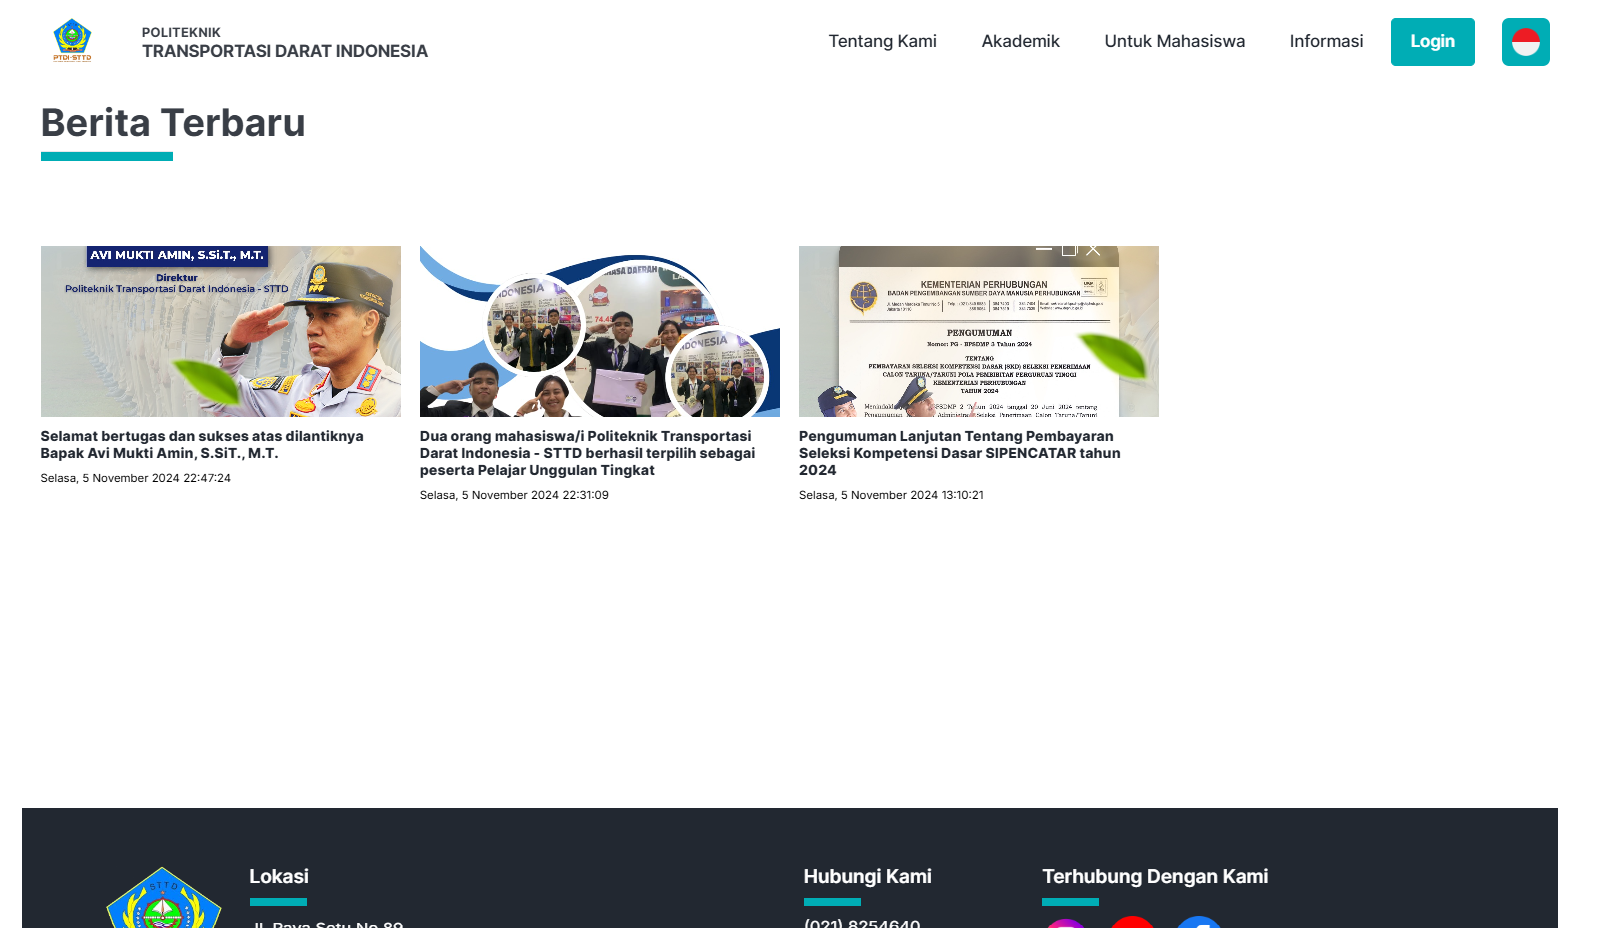 POLITEKNIK
TRANSPORTASI DARAT INDONESIA
PTDI-STTD
Tentang Kami
Akademik
Untuk Mahasiswa
Informasi
Login
Berita Terbaru
AVI MUKTI AMIN, S.SiT., M.T.
Direktur
Politeknik Transportasi Darat Indonesia - STTD
Selamat bertugas dan sukses atas dilantiknya
Bapak Avi Mukti Amin, S.SiT., M.T.
Selasa, 5 November 2024 22:47:24
Dua orang mahasiswa/i Politeknik Transportasi
Darat Indonesia - STTD berhasil terpilih sebagai
peserta Pelajar Unggulan Tingkat
Selasa, 5 November 2024 22:31:09
KEMENTERIAN PERHUBUNGAN
BADAN PENGEMBANGAN SUMBER DAYA MANUSIA PERHUBUNGAN
PENGUMUMAN
Nomor: PG - BPSDMP 3 Tahun 2024
TENTANG
PEMBAYARAN SELEKSI KOMPETENSI DASAR (SKD) SELEKSI PENERIMAAN
CALON TARUNA/TARUNI POLA PEMBIBITAN PERGURUAN TINGGI
KEMENTERIAN PERHUBUNGAN
TAHUN 2024
Pengumuman Lanjutan Tentang Pembayaran
Seleksi Kompetensi Dasar SIPENCATAR tahun
2024
Selasa, 5 November 2024 13:10:21
STTD
Lokasi
Jl. Raya Setu No.89
Hubungi Kami
(021) 8254640
Terhubung Dengan Kami